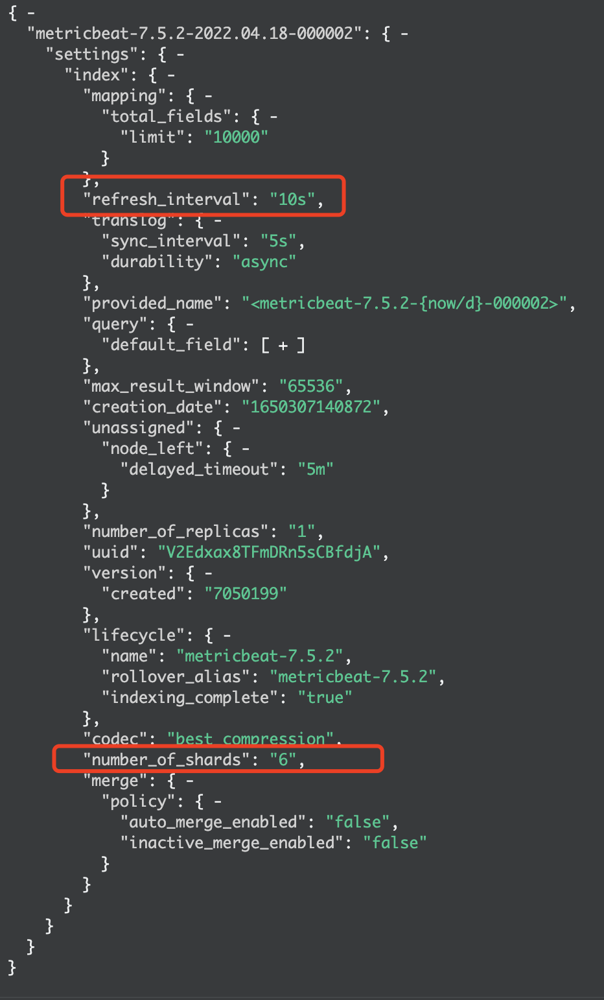 { -
"metricbeat-7.5.2-2022.04.18-000002": { -
"settings": { -
"index": { -
"mapping": { -
"total_fields": { -
"limit": "10000"
}
},
"refresh_interval": "10s",
"translog": { -
"sync_interval": "5s",
"durability": "async"
},
"provided_name": "<metricbeat-7.5.2-{now/d}-000002>",
"query": { -
"default_field": [ + ]
},
"max_result_window": "65536",
"creation_date": "1650307140872",
"unassigned": { -
"node_left": { -
"delayed_timeout": "5m"
}
},
"number_of_replicas": "1",
"uuid": "V2Edxax8TFmDRn5sCBfdjA",
"version": { -
"created": "7050199"
},
"lifecycle": { -
"name": "metricbeat-7.5.2",
"rollover_alias": "metricbeat-7.5.2",
"indexing_complete": "true"
},
"codec": "best_compression",
"number_of_shards": "6",
"merge": { -
"policy": { -
"auto_merge_enabled": "false",
"inactive_merge_enabled": "false"
}
}
}
}
}
}